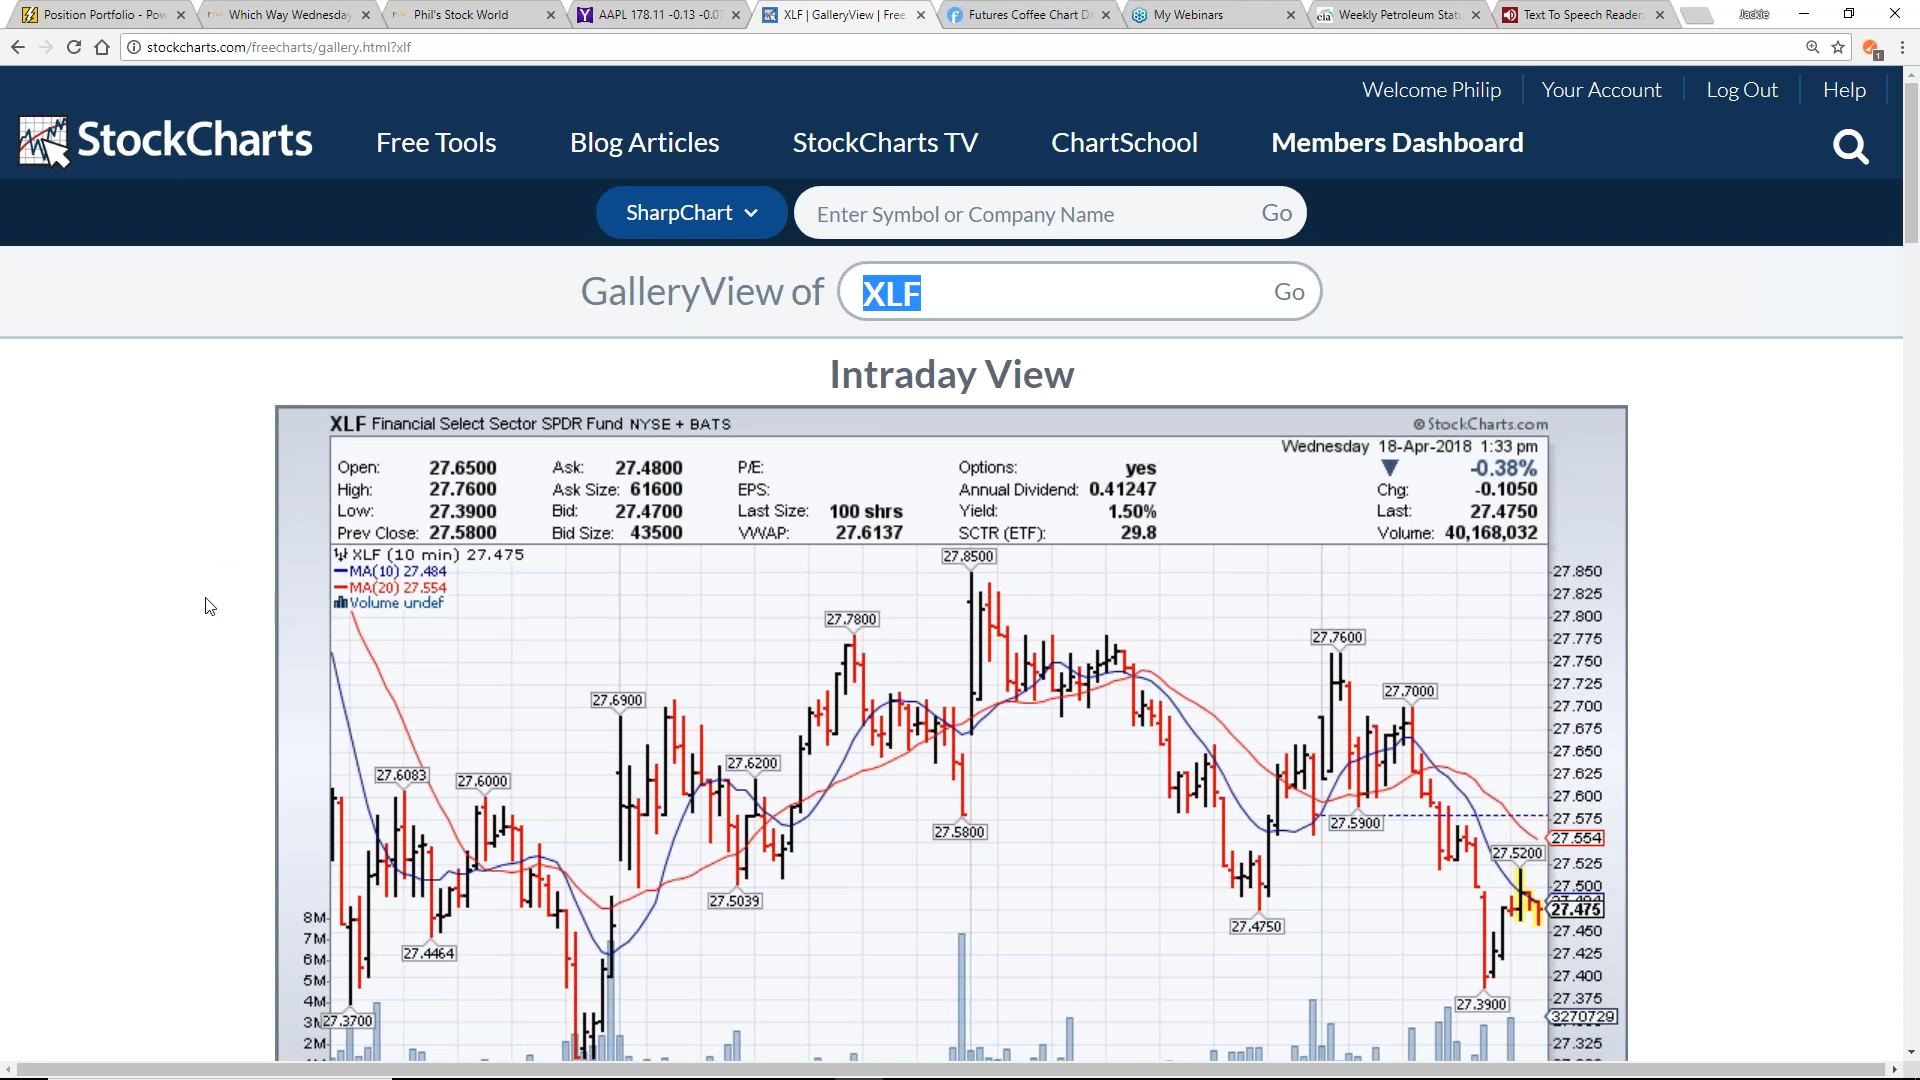 Position Portfolio - Pow
Which Way Wednesday
Phil's Stock World
AAPL 178.11 -0.13 -0.07
XLF | GalleryView | Free
Futures Coffee Chart Da
My Webinars
Weekly Petroleum Statu
Text To Speech Reader
Jackie
stockcharts.com/freecharts/gallery.html?xlf
1
Welcome Philip
Your Account
Log Out
Help
StockCharts
Free Tools
Blog Articles
StockCharts TV
ChartSchool
Members Dashboard
SharpChart
Enter Symbol or Company Name
Go
GalleryView of
XLF
Go
Intraday View
XLF Financial Select Sector SPDR Fund NYSE + BATS
© StockCharts.com
Wednesday 18-Apr-2018 1:33 pm
Open: 27.6500 Ask: 27.4800 P/E: Options: yes -0.38%
High: 27.7600 Ask Size: 61600 EPS: Annual Dividend: 0.41247 Chg: -0.1050
Low: 27.3900 Bid: 27.4700 Last Size: 100 shrs Yield: 1.50% Last: 27.4750
Prev Close: 27.5800 Bid Size: 43500 VWAP: 27.6137 SCTR (ETF): 29.8 Volume: 40,168,032
XLF (10 min) 27.475
MA(10) 27.484
MA(20) 27.554
Volume undef
27.8500
27.7800
27.7600
27.7000
27.6900
27.6083
27.6000
27.6200
27.5800
27.5900
27.5200
27.5039
27.4750
27.4464
27.3900
27.3700
27.850
27.825
27.800
27.775
27.750
27.725
27.700
27.675
27.650
27.625
27.600
27.575
27.554
27.525
27.500
27.475
27.450
27.425
27.400
27.375
3270729
27.325
8M
7M
6M
5M
4M
3M
2M